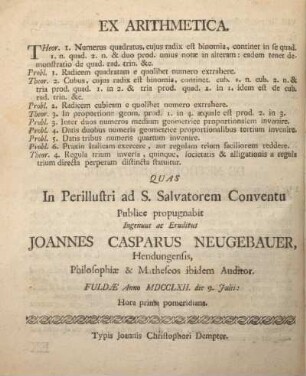 EX ARITHMETICA.
Theor. 1. Numerus quadratus, cujus radix est binomia, continet in se quad.
1. n. quad. 2. n. & duo prod. unius notæ in alteram: eadem tenet de-
monstratio de quad. rad. trin. &c.
Probl. 1. Radicem quadratam e quolibet numero extrahere.
Theor. 2. Cubus, cujus radix est binomia, continet. cub. 1. n. cub. 2. n. &
tria prod. quad. 1. in 2. & tria prod. quad. 2. in 1. idem est de cub.
rad. trin. &c.
Probl. 2. Radicem cubicam e quolibet numero extrahere.
Theor. 3. In proportione geom. prod. 1. in 4. æquale est prod. 2. in 3.
Probl. 3. Inter duos numeros medium geometrice proportionalem invenire.
Probl. 4. Datis duobus numeris geometrice proportionalibus tertium invenire.
Probl. 5. Datis tribus numeris quartum invenire.
Probl. 6. Praxin italicam exercere, aut regulam trium faciliorem reddere.
Theor. 4. Regula trium inversa, quinque, societatis & alligationis a regula
trium directa perperam distincti statuitur.
QUAS
In Perillustri ad S. Salvatorem Conventu
Publice propugnabit
Ingenuus ac Eruditus
JOANNES CASPARUS NEUGEBAUER,
Hendungensis,
Philosophiæ & Matheseos ibidem Auditor.
FULDÆ Anno MDCCLXII. die 9. Julii:
Hora prima pomeridiana.
Typis Joannis Christophori Dempter.